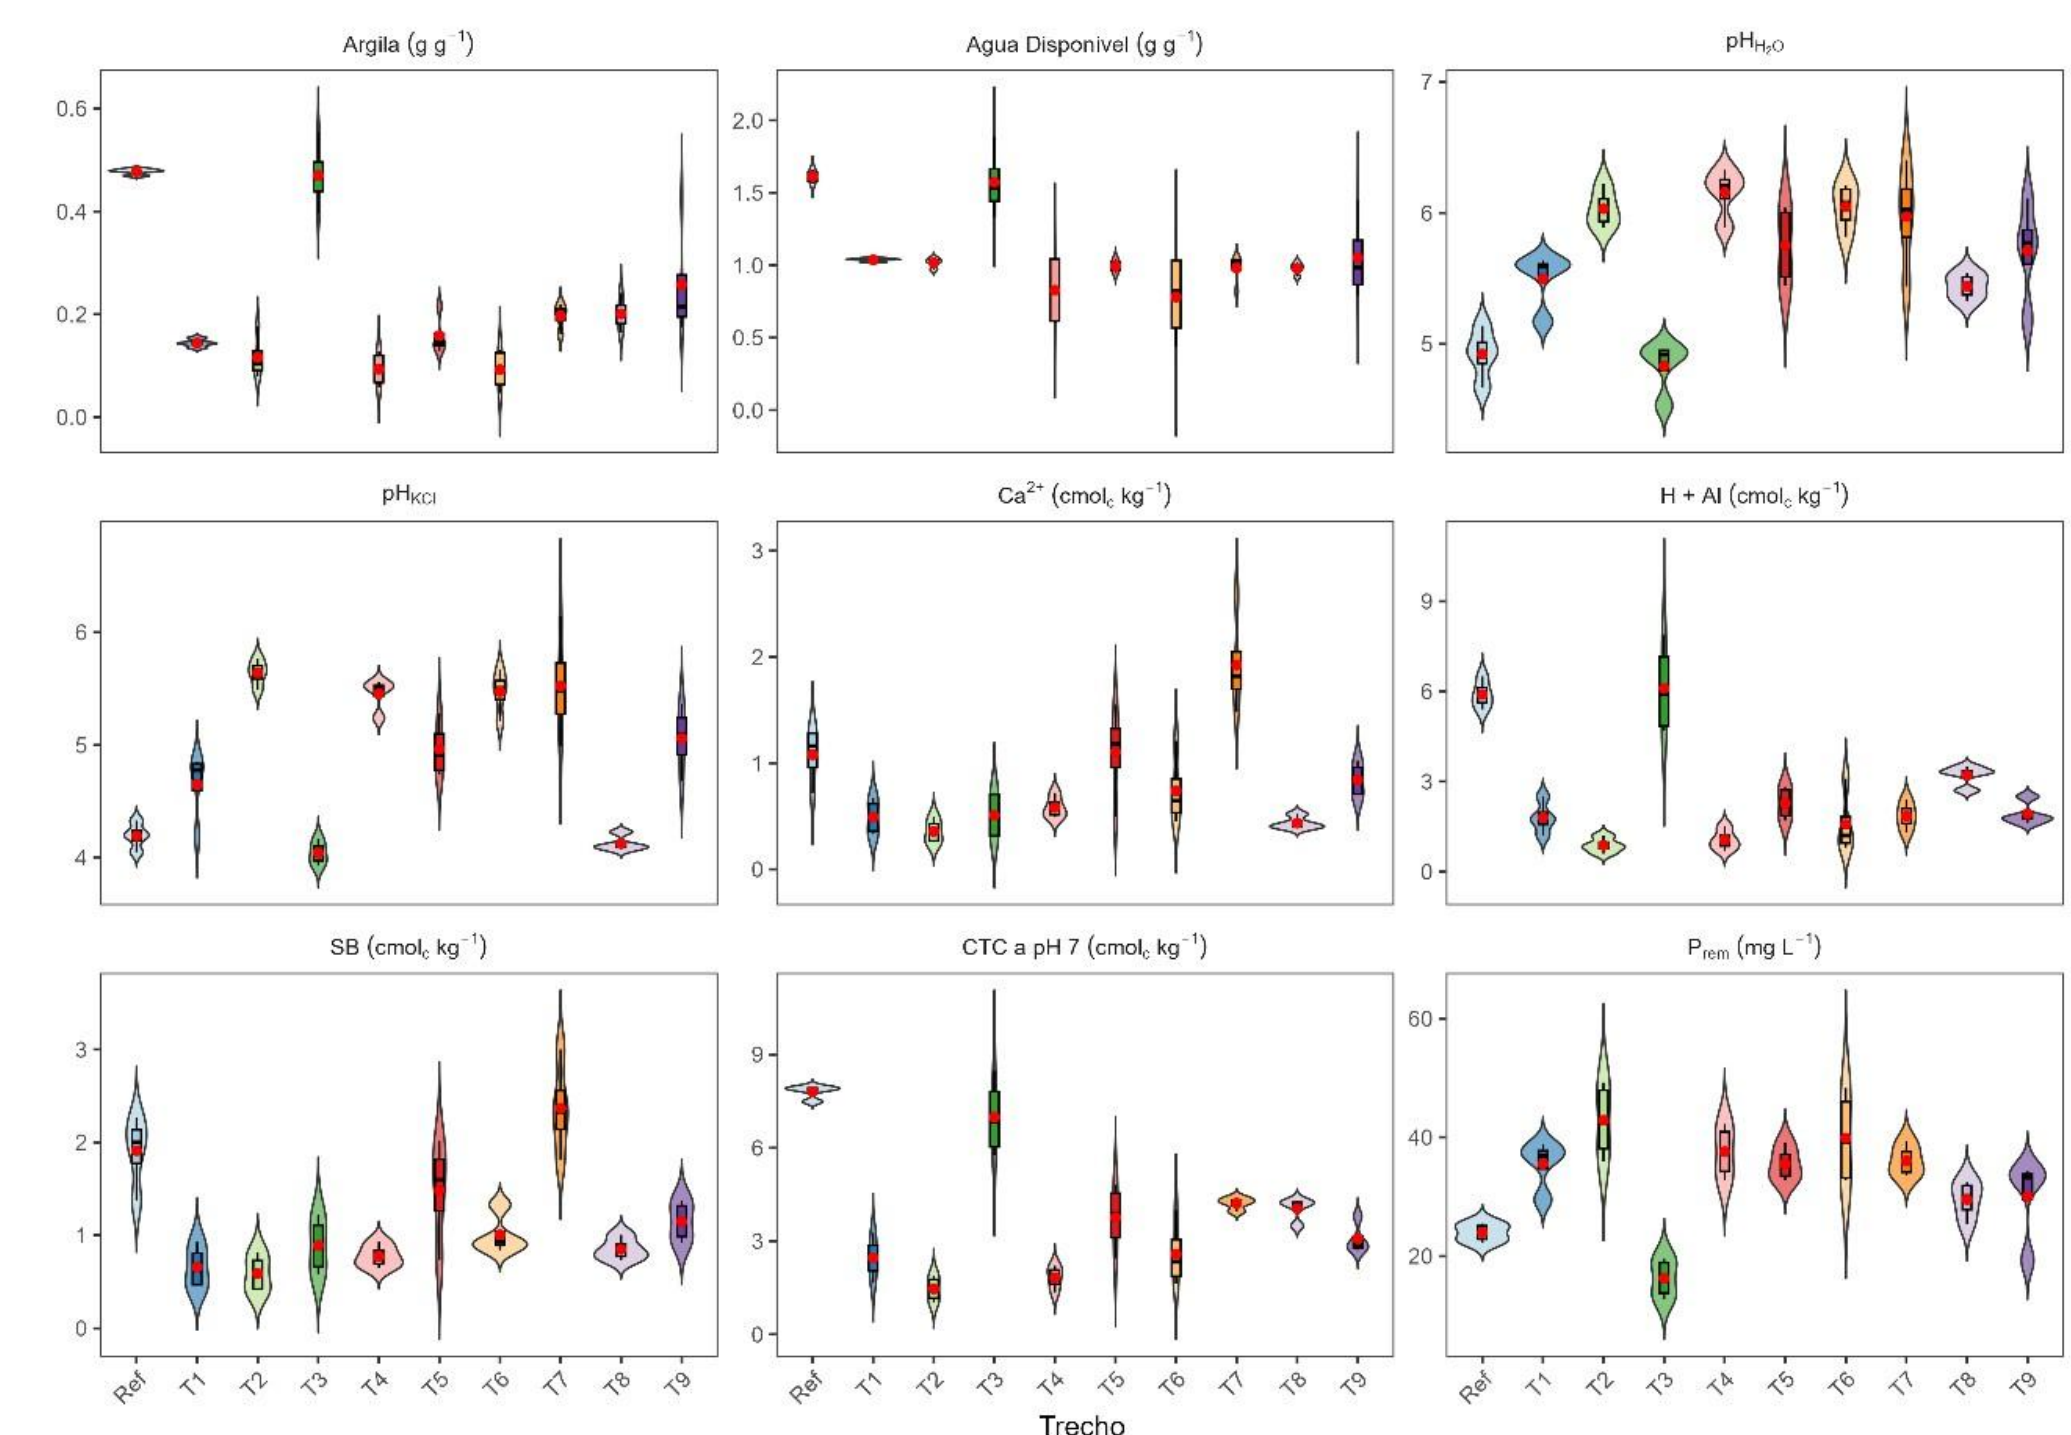 Argila (g g⁻¹)
0.6
0.4
0.2
0.0
Agua Disponivel (g g⁻¹)
2.0
1.5
1.0
0.5
0.0
pH_H₂O
7
6
5
pH_KCl
6
5
4
Ca²⁺ (cmol_c kg⁻¹)
3
2
1
0
H + Al (cmol_c kg⁻¹)
9
6
3
0
SB (cmol_c kg⁻¹)
3
2
1
0
Ref T1 T2 T3 T4 T5 T6 T7 T8 T9
CTC a pH 7 (cmol_c kg⁻¹)
9
6
3
0
Ref T1 T2 T3 T4 T5 T6 T7 T8 T9
P_rem (mg L⁻¹)
60
40
20
Ref T1 T2 T3 T4 T5 T6 T7 T8 T9
Trecho